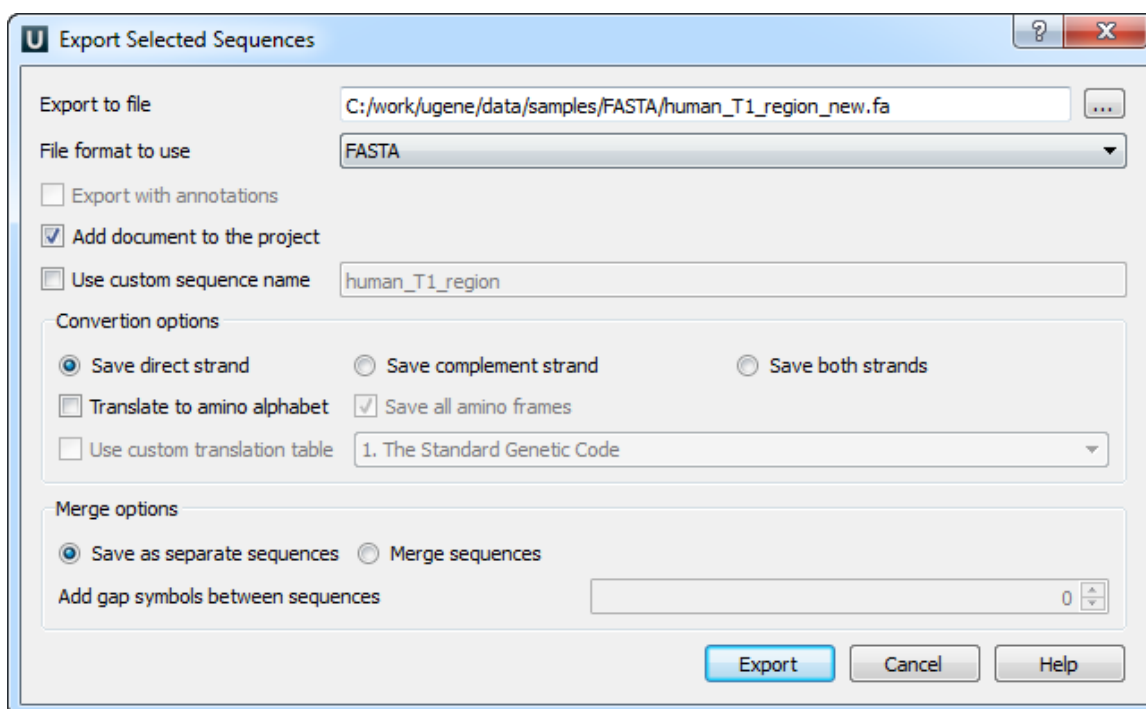 U Export Selected Sequences ? X
Export to file C:/work/ugene/data/samples/FASTA/human_T1_region_new.fa ...
File format to use FASTA
Export with annotations
Add document to the project
Use custom sequence name human_T1_region
Convertion options
Save direct strand Save complement strand Save both strands
Translate to amino alphabet Save all amino frames
Use custom translation table 1. The Standard Genetic Code
Merge options
Save as separate sequences Merge sequences
Add gap symbols between sequences 0
Export Cancel Help